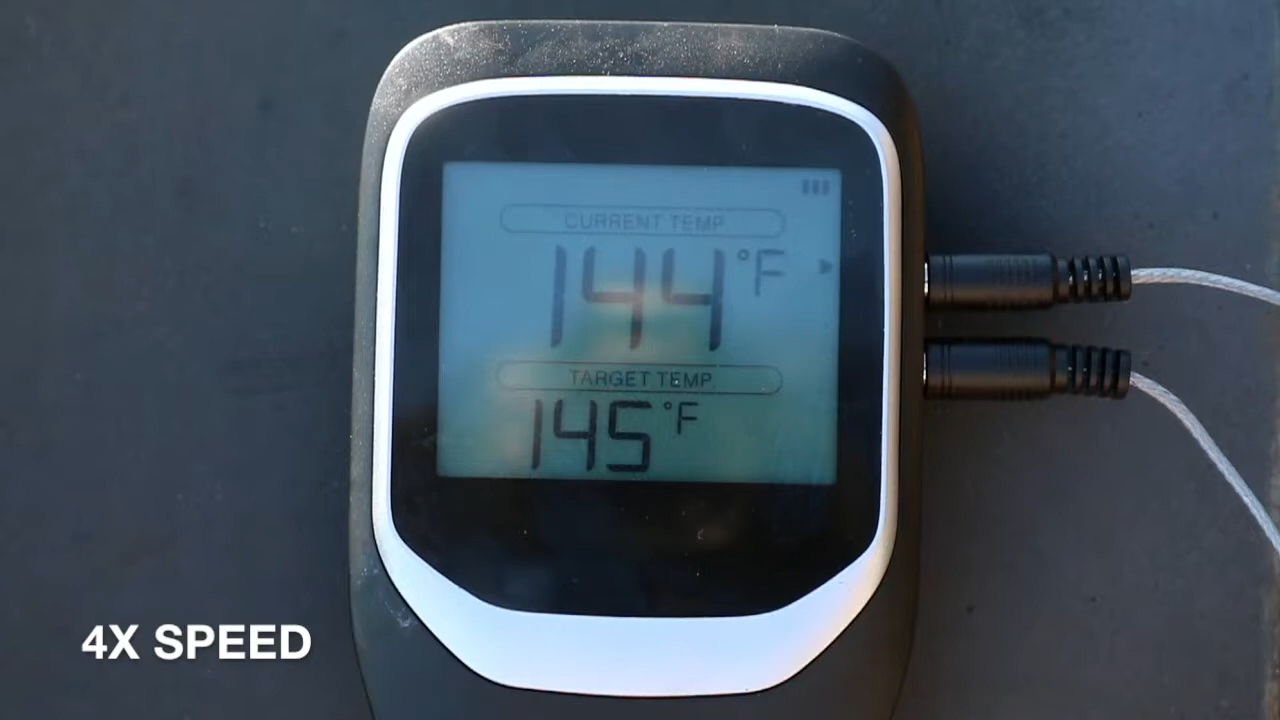 CURRENT TEMP
144°F
TARGET TEMP.
145°F
4X SPEED